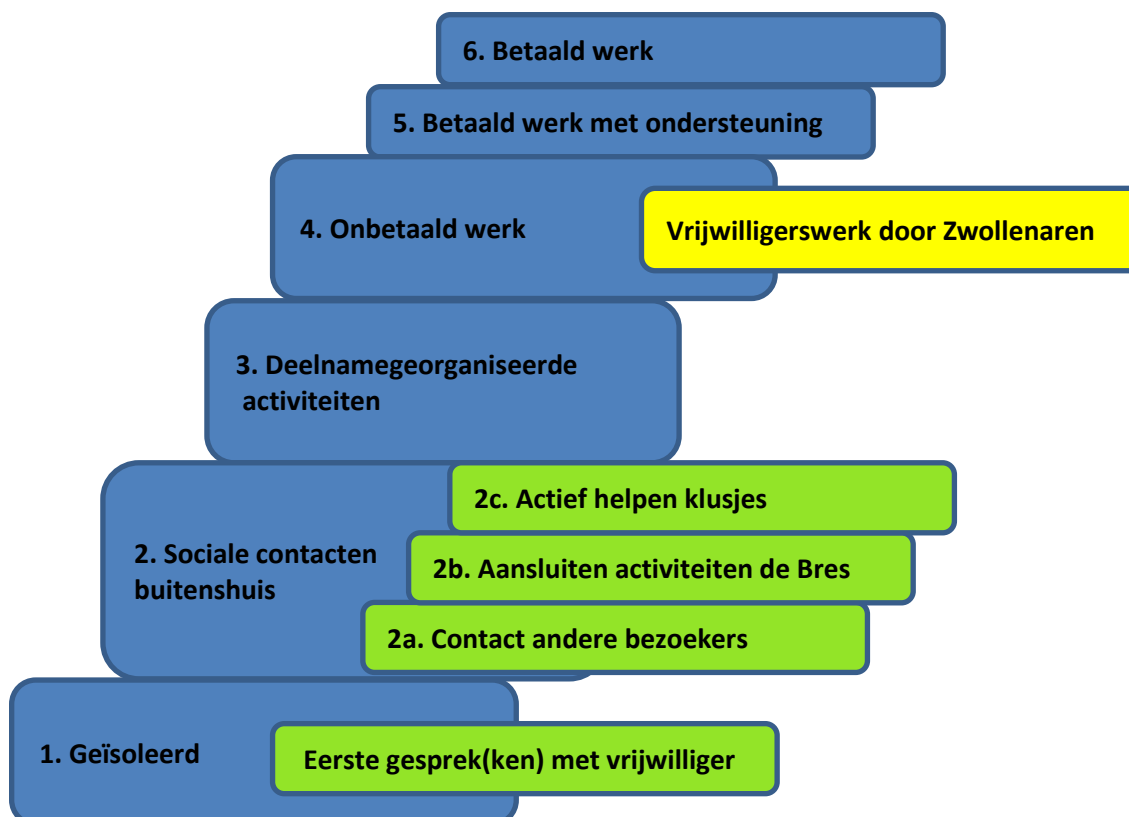 6. Betaald werk
5. Betaald werk met ondersteuning
4. Onbetaald werk
Vrijwilligerswerk door Zwollenaren
3. Deelnamegeorganiseerde
activiteiten
2c. Actief helpen klusjes
2. Sociale contacten
buitenshuis
2b. Aansluiten activiteiten de Bres
2a. Contact andere bezoekers
1. Geïsoleerd
Eerste gesprek(ken) met vrijwilliger